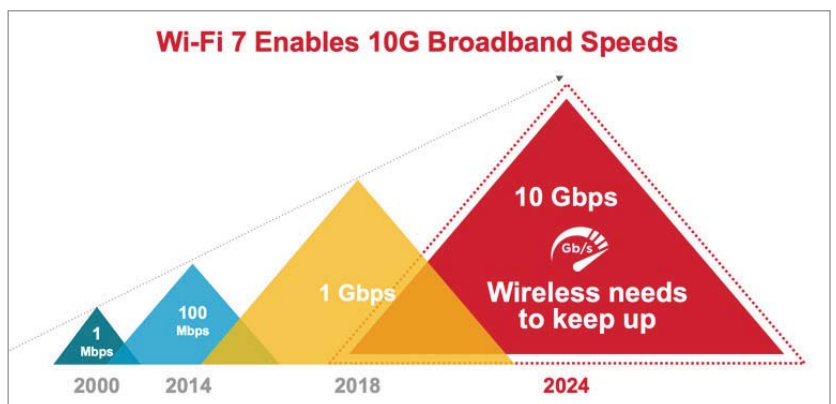 Wi-Fi 7 Enables 10G Broadband Speeds
10 Gbps
Gb/s
Wireless needs
to keep up
1 Gbps
100
Mbps
1
Mbps
2000
2014
2018
2024